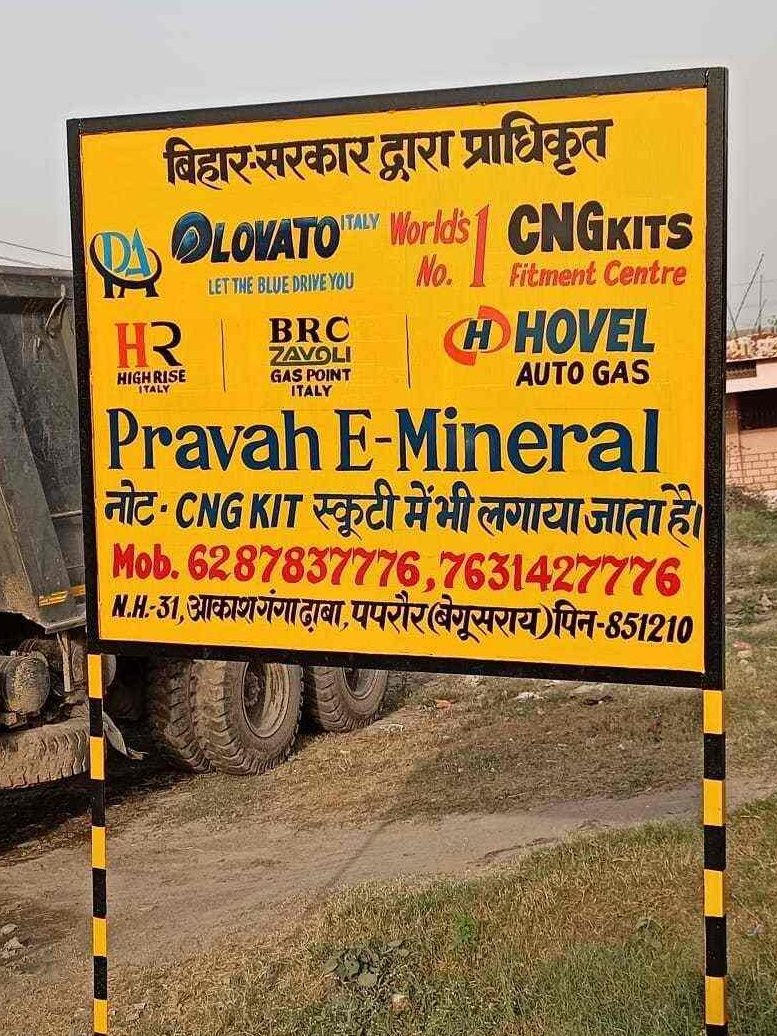 बिहार-सरकार द्वारा प्राधिकृत
PA LOVATO ITALY World's No. 1 CNG KITS
LET THE BLUE DRIVE YOU Fitment Centre
HR BRC HOVEL
HIGH RISE ZAVOLI AUTO GAS
ITALY GAS POINT
ITALY
Pravah E-Mineral
नोट - CNG KIT स्कूटी में भी लगाया जाता है।
Mob. 6287837776, 7631427776
N.H.-31, आकाश गंगा ढ़ाबा, पपरौर (बेगूसराय) पिन-851210